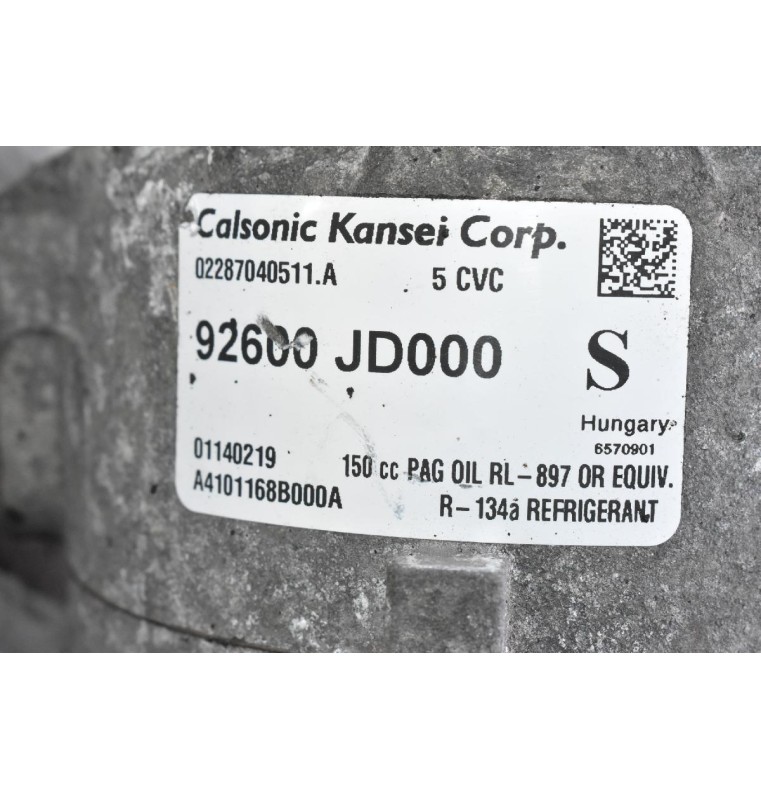 Calsonic Kansei Corp.
02287040511.A 5 CVC
92600 JD000 S
Hungary
6570901
01140219 150 cc PAG OIL RL-897 OR EQUIV.
A4101168B000A R-134a REFRIGERANT